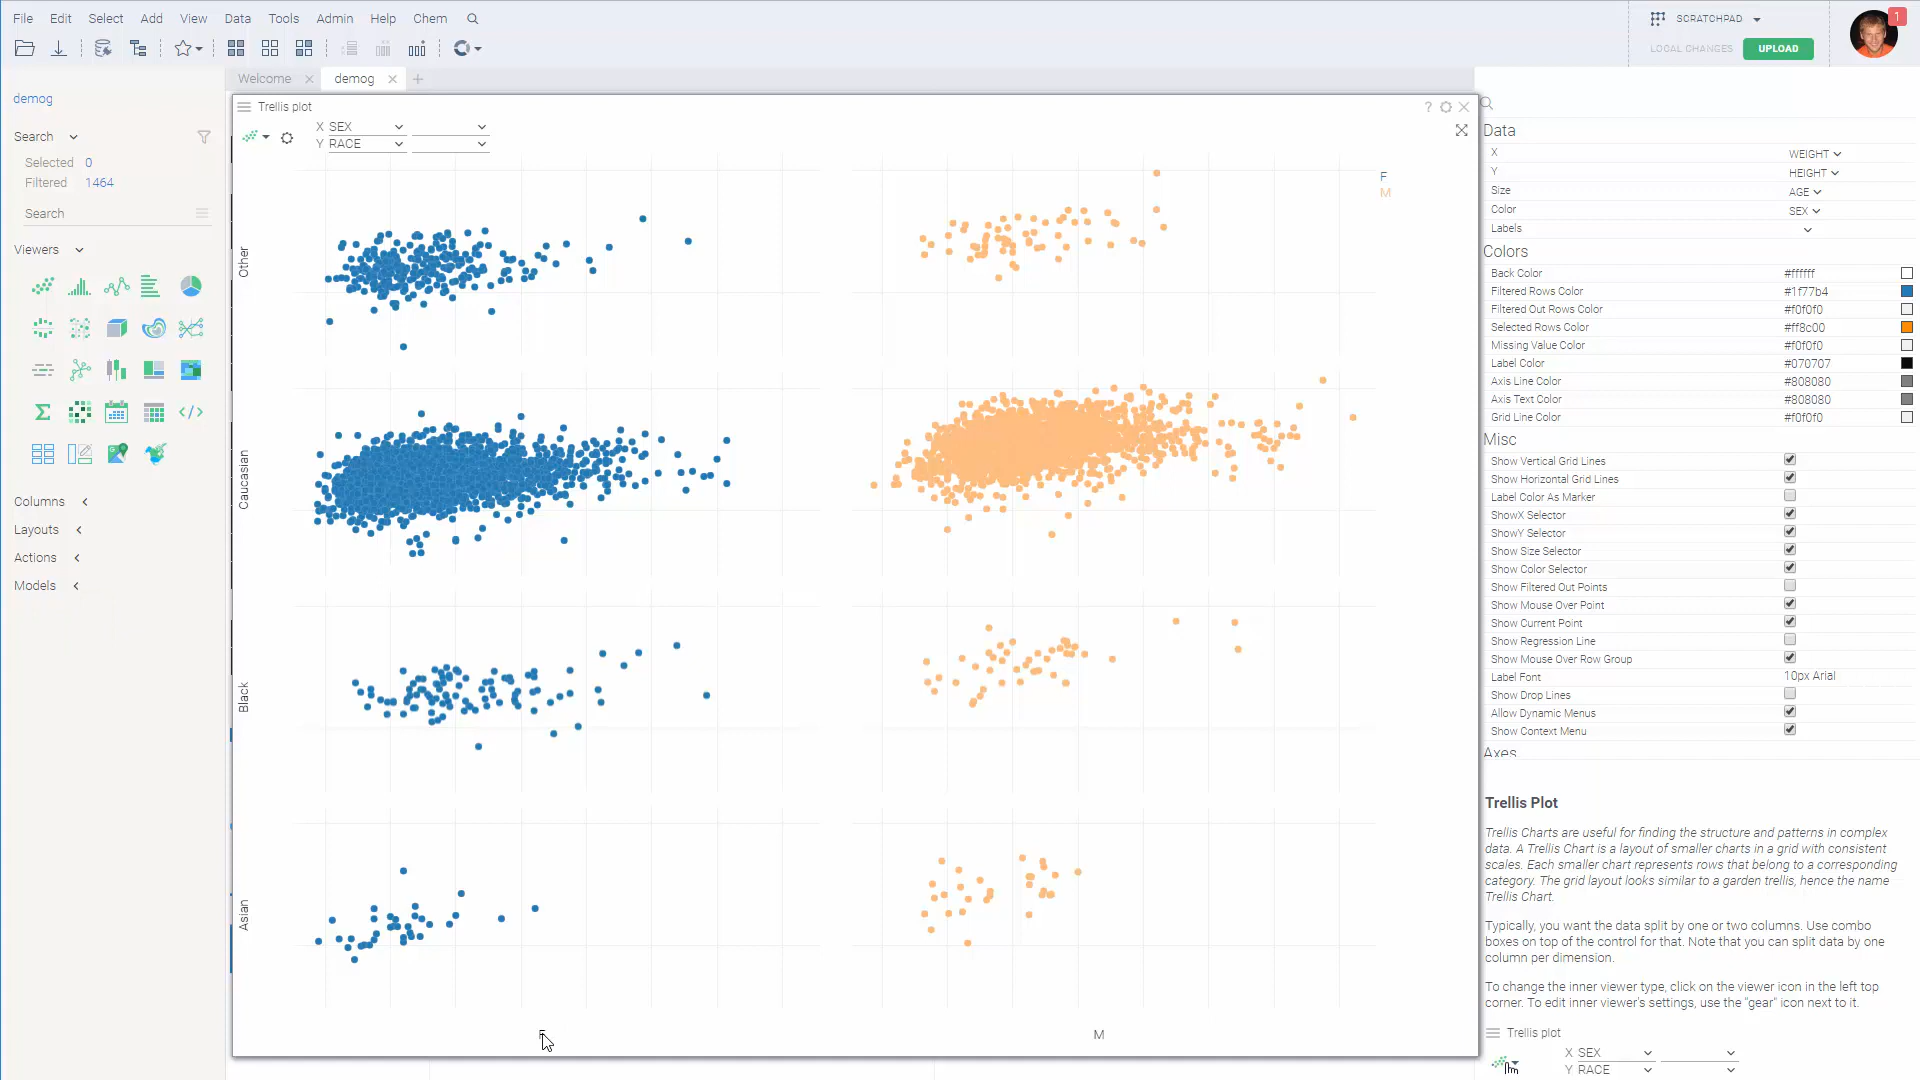 File Edit Select Add View Data Tools Admin Help Chem
SCRATCHPAD
1
LOCAL CHANGES UPLOAD
Welcome demog
demog
Search
Selected 0
Filtered 1464
Search
Viewers
Columns
Layouts
Actions
Models
Trellis plot
X SEX
Y RACE
F
M
Other
Caucasian
Black
Asian
M
Data
X WEIGHT
Y HEIGHT
Size AGE
Color SEX
Labels
Colors
Back Color #ffffff
Filtered Rows Color #1f77b4
Filtered Out Rows Color #f0f0f0
Selected Rows Color #ff8c00
Missing Value Color #f0f0f0
Label Color #070707
Axis Line Color #808080
Axis Text Color #808080
Grid Line Color #f0f0f0
Misc
Show Vertical Grid Lines
Show Horizontal Grid Lines
Label Color As Marker
ShowX Selector
ShowY Selector
Show Size Selector
Show Color Selector
Show Filtered Out Points
Show Mouse Over Point
Show Current Point
Show Regression Line
Show Mouse Over Row Group
Label Font 10px Arial
Show Drop Lines
Allow Dynamic Menus
Show Context Menu
Axes
Trellis Plot
Trellis Charts are useful for finding the structure and patterns in complex
data. A Trellis Chart is a layout of smaller charts in a grid with consistent
scales. Each smaller chart represents rows that belong to a corresponding
category. The grid layout looks similar to a garden trellis, hence the name
Trellis Chart.
Typically, you want the data split by one or two columns. Use combo
boxes on top of the control for that. Note that you can split data by one
column per dimension.
To change the inner viewer type, click on the viewer icon in the left top
corner. To edit inner viewer's settings, use the "gear" icon next to it.
Trellis plot
X SEX
Y RACE